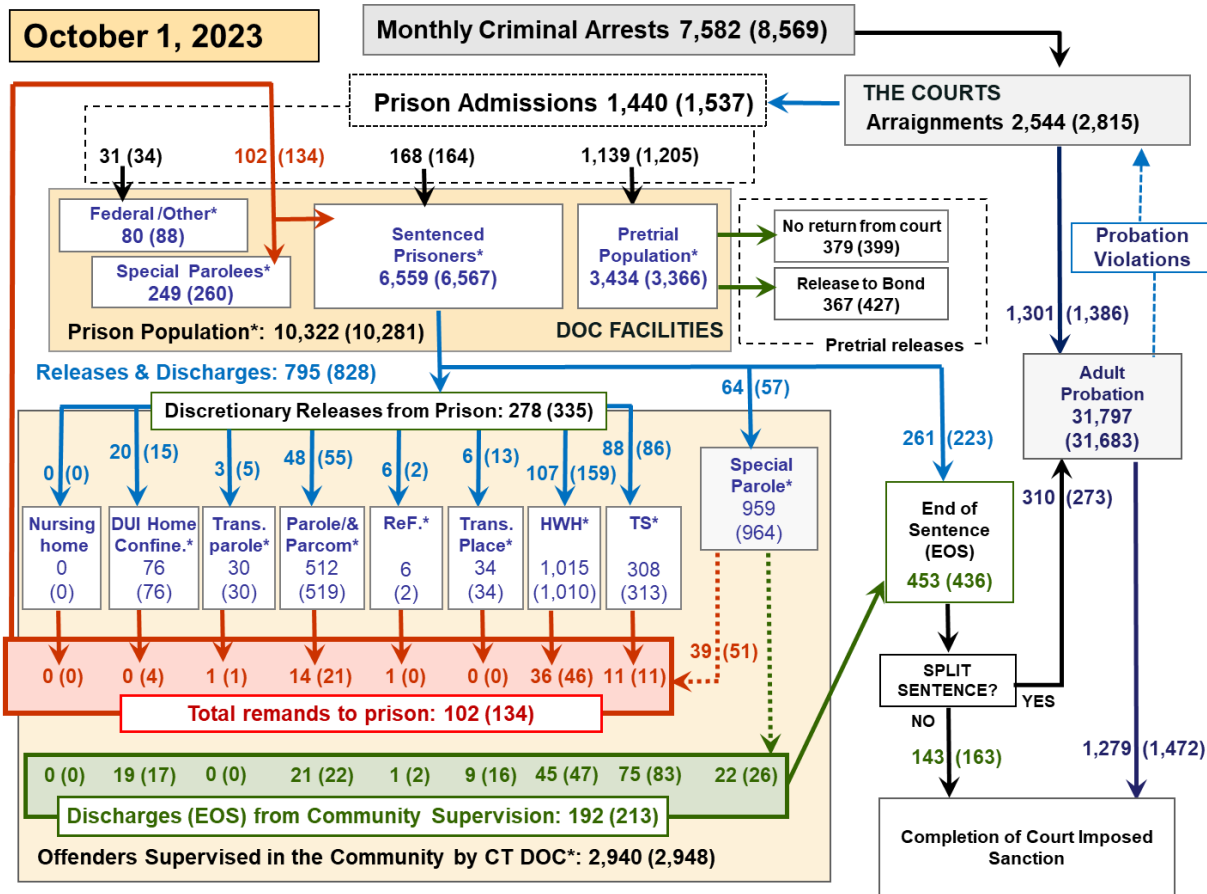 October 1, 2023
Monthly Criminal Arrests 7,582 (8,569)
THE COURTS
Arraignments 2,544 (2,815)
Prison Admissions 1,440 (1,537)
31 (34)
102 (134)
168 (164)
1,139 (1,205)
Federal /Other*
80 (88)
Special Parolees*
249 (260)
Sentenced
Prisoners*
6,559 (6,567)
Pretrial
Population*
3,434 (3,366)
No return from court
379 (399)
Release to Bond
367 (427)
Pretrial releases
Prison Population*: 10,322 (10,281)
DOC FACILITIES
Probation
Violations
1,301 (1,386)
Adult
Probation
31,797
(31,683)
Releases & Discharges: 795 (828)
64 (57)
261 (223)
310 (273)
Discretionary Releases from Prison: 278 (335)
0 (0)
20 (15)
3 (5)
48 (55)
6 (2)
6 (13)
107 (159)
88 (86)
Nursing
home
0
(0)
DUI Home
Confine.*
76
(76)
Trans.
parole*
30
(30)
Parole/&
Parcom*
512
(519)
ReF.*
6
(2)
Trans.
Place*
34
(34)
HWH*
1,015
(1,010)
TS*
308
(313)
Special
Parole*
959
(964)
End of
Sentence
(EOS)
453 (436)
39 (51)
0 (0)
0 (4)
1 (1)
14 (21)
1 (0)
0 (0)
36 (46)
11 (11)
Total remands to prison: 102 (134)
SPLIT
SENTENCE?
YES
NO
143 (163)
1,279 (1,472)
0 (0)
19 (17)
0 (0)
21 (22)
1 (2)
9 (16)
45 (47)
75 (83)
22 (26)
Discharges (EOS) from Community Supervision: 192 (213)
Offenders Supervised in the Community by CT DOC*: 2,940 (2,948)
Completion of Court Imposed
Sanction